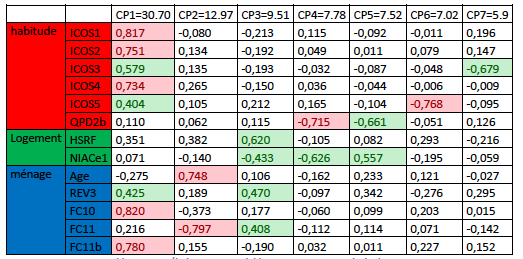 CP1=30.70 CP2=12.97 CP3=9.51 CP4=7.78 CP5=7.52 CP6=7.02 CP7=5.9
habitude ICOS1 0,817 -0,080 -0,213 0,115 -0,092 -0,011 0,196
ICOS2 0,751 0,134 -0,192 0,049 0,011 0,079 0,147
ICOS3 0,579 0,135 -0,193 -0,032 -0,087 -0,048 -0,679
ICOS4 0,734 0,265 -0,150 0,036 -0,044 -0,006 -0,009
ICOS5 0,404 0,105 0,212 0,165 -0,104 -0,768 -0,095
QPD2b 0,110 0,062 0,115 -0,715 -0,661 -0,051 0,126
Logement HSRF 0,351 0,382 0,620 -0,105 0,082 0,293 -0,216
NIACe1 0,071 -0,140 -0,433 -0,626 0,557 -0,195 -0,059
ménage Age -0,275 0,748 0,106 -0,162 0,233 0,121 -0,027
REV3 0,425 0,189 0,470 -0,097 0,342 -0,276 0,295
FC10 0,820 -0,373 0,177 -0,060 0,099 0,203 0,015
FC11 0,216 -0,797 0,408 -0,112 0,114 0,071 -0,142
FC11b 0,780 0,155 -0,190 0,032 0,011 0,227 0,152